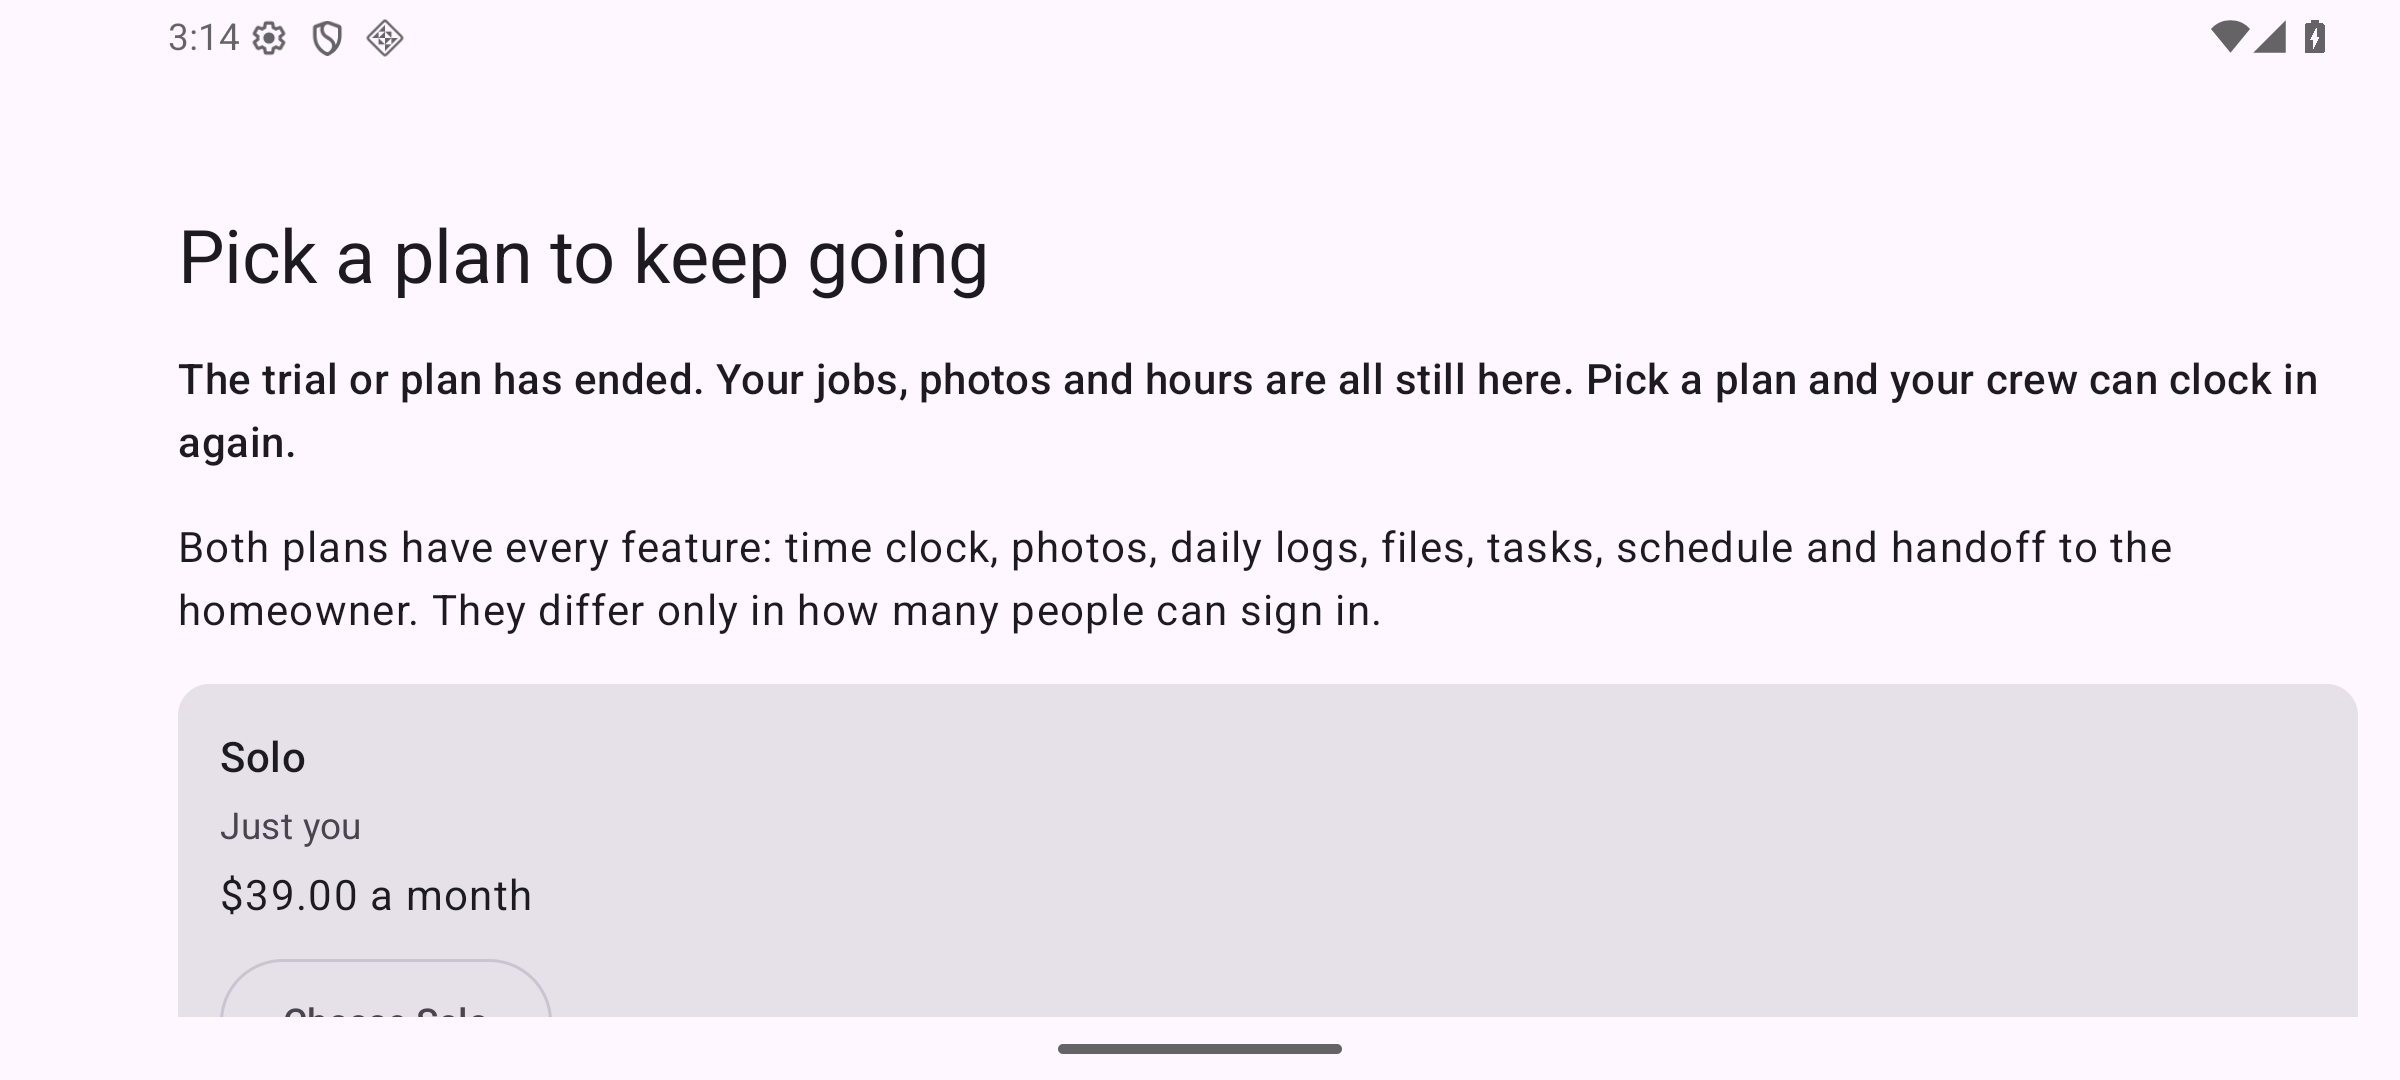 3:14
Pick a plan to keep going
The trial or plan has ended. Your jobs, photos and hours are all still here. Pick a plan and your crew can clock in
again.
Both plans have every feature: time clock, photos, daily logs, files, tasks, schedule and handoff to the
homeowner. They differ only in how many people can sign in.
Solo
Just you
$39.00 a month
Choose Solo